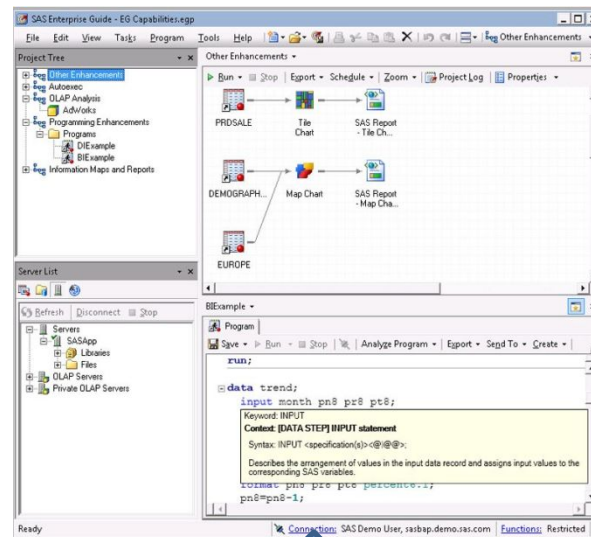 SAS Enterprise Guide - EG Capabilities.egp
File Edit View Tasks Program Tools Help Other Enhancements
Project Tree
Other Enhancements
Autoexec
OLAP Analysis
AdWorks
Programming Enhancements
Programs
DIExample
BIExample
Information Maps and Reports
Other Enhancements
Run Stop Export Schedule Zoom Project Log Properties
PRDSALE
Tile
Chart
SAS Report
- Tile Ch...
DEMOGRAPH...
Map Chart
SAS Report
- Map Cha...
EUROPE
Server List
Refresh Disconnect Stop
Servers
SASApp
Libraries
Files
OLAP Servers
Private OLAP Servers
BIExample
Program
Save Run Stop Analyze Program Export Send To Create
run;
data trend;
input month pn8 pr8 pt8;
Keyword: INPUT
Context: [DATA STEP] INPUT statement
Syntax: INPUT <specification(s)><@|@@>;
Describes the arrangement of values in the input data record and assigns input values to the
corresponding SAS variables.
format pn8 pr8 pt8 percent6.1;
pn8=pn8-1;
Ready Connection: SAS Demo User, sasbap.demo.sas.com Functions: Restricted